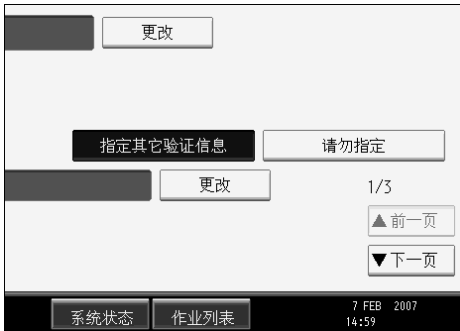 更改
指定其它验证信息 请勿指定
更改 1/3
▲前一页
▼下一页
系统状态 作业列表 7 FEB 2007
14:59